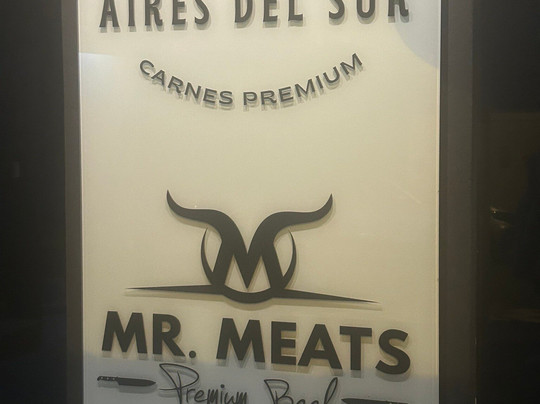 AIRES DEL SUR
CARNES PREMIUM
M
MR. MEATS
Premium